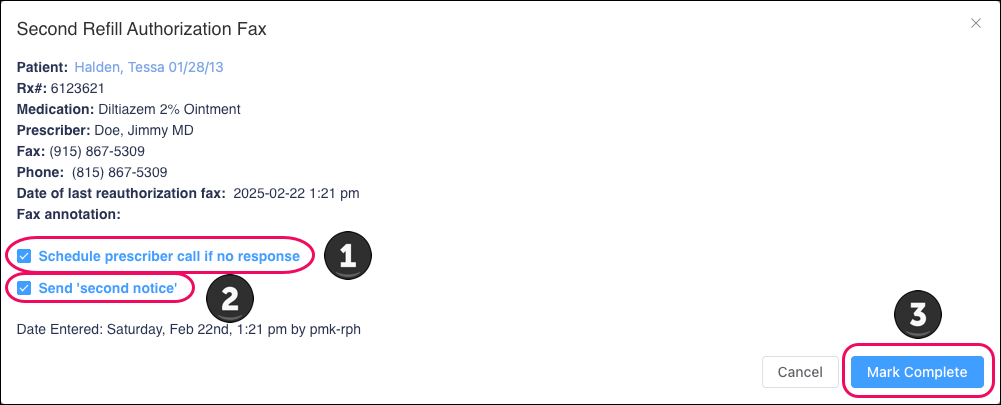 Second Refill Authorization Fax
Patient: Halden, Tessa 01/28/13
Rx#: 6123621
Medication: Diltiazem 2% Ointment
Prescriber: Doe, Jimmy MD
Fax: (915) 867-5309
Phone: (815) 867-5309
Date of last reauthorization fax: 2025-02-22 1:21 pm
Fax annotation:
Schedule prescriber call if no response
1
Send 'second notice'
2
Date Entered: Saturday, Feb 22nd, 1:21 pm by pmk-rph
3
Cancel
Mark Complete